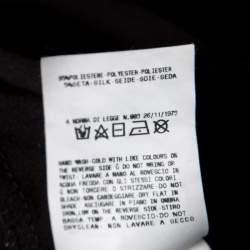 95%POLIESTERE-POLYESTER-POLIESTER
5%SETA-SILK-SEIDE-SOIE-SEDA
A NORMA DI LEGGE N.883 26/11/1973
HAND WASH COLD WITH LIKE COLOURS ON
THE REVERSE SIDE & DO NOT WRING OR
TWIST. LAVARE A MANO AL ROVESCIO IN
ACQUA FREDDA CON GLI STESSI COLORI.
& NON TORCERE O STRIZZARE-DO NOT
BLEACH-NON CANDEGGIARE-DRY FLAT IN
SHADE-ASCIUGARE IN PIANO IN OMBRA
IRON LOW ON THE REVERSE SIDE-STIRO
BASSA TEMP. A ROVESCIO-DO NOT
DRYCLEAN-NON LAVARE A SECCO